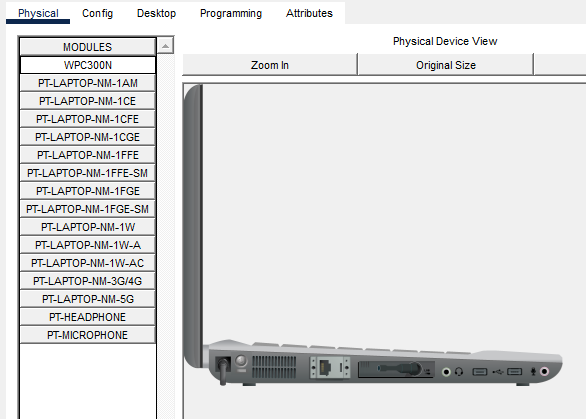 Physical Config Desktop Programming Attributes
MODULES
WPC300N
PT-LAPTOP-NM-1AM
PT-LAPTOP-NM-1CE
PT-LAPTOP-NM-1CFE
PT-LAPTOP-NM-1CGE
PT-LAPTOP-NM-1FFE
PT-LAPTOP-NM-1FFE-SM
PT-LAPTOP-NM-1FGE
PT-LAPTOP-NM-1FGE-SM
PT-LAPTOP-NM-1W
PT-LAPTOP-NM-1W-A
PT-LAPTOP-NM-1W-AC
PT-LAPTOP-NM-3G/4G
PT-LAPTOP-NM-5G
PT-HEADPHONE
PT-MICROPHONE
Physical Device View
Zoom In Original Size